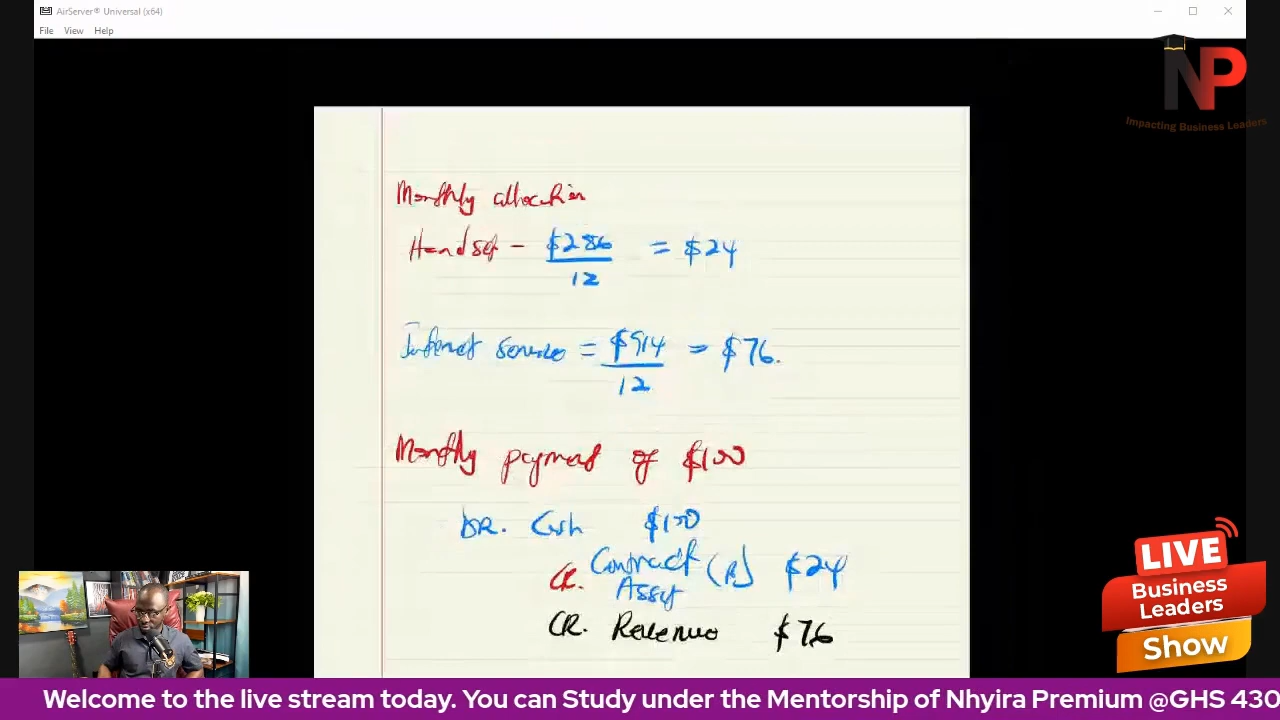 AirServer® Universal (x64)
File View Help
NP
Impacting Business Leaders
Monthly allocation
Handset - $286 = $24
12
Internet service = $914 = $76.
12
Monthly payment of $100
DR. Cash $100
CR. Contract Asset (R) $24
CR. Revenue $76
LIVE
Business
Leaders
Show
Welcome to the live stream today. You can Study under the Mentorship of Nhyira Premium @GHS 430